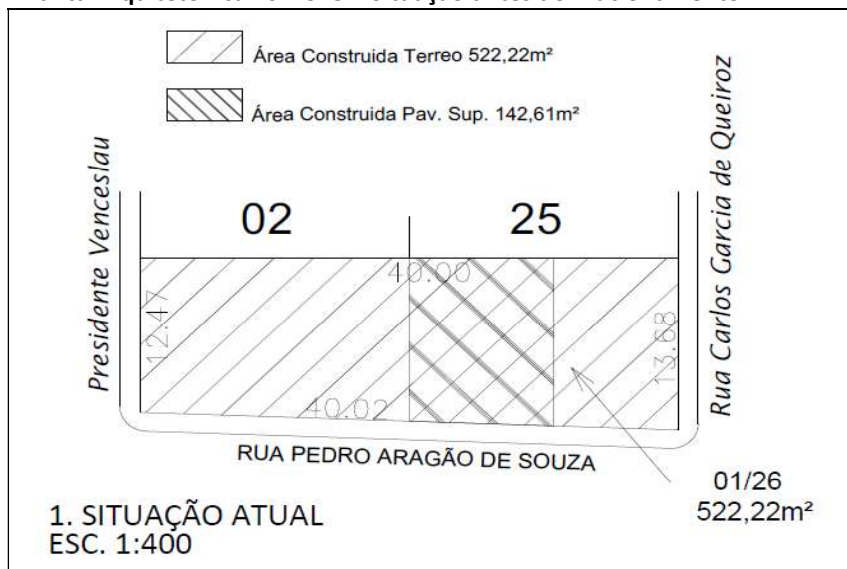 Área Construida Terreo 522,22m²
Área Construida Pav. Sup. 142,61m²
Presidente Venceslau
Rua Carlos Garcia de Queiroz
02
25
40.00
12.47
13.68
40.02
RUA PEDRO ARAGÃO DE SOUZA
01/26
522,22m²
1. SITUAÇÃO ATUAL
ESC. 1:400